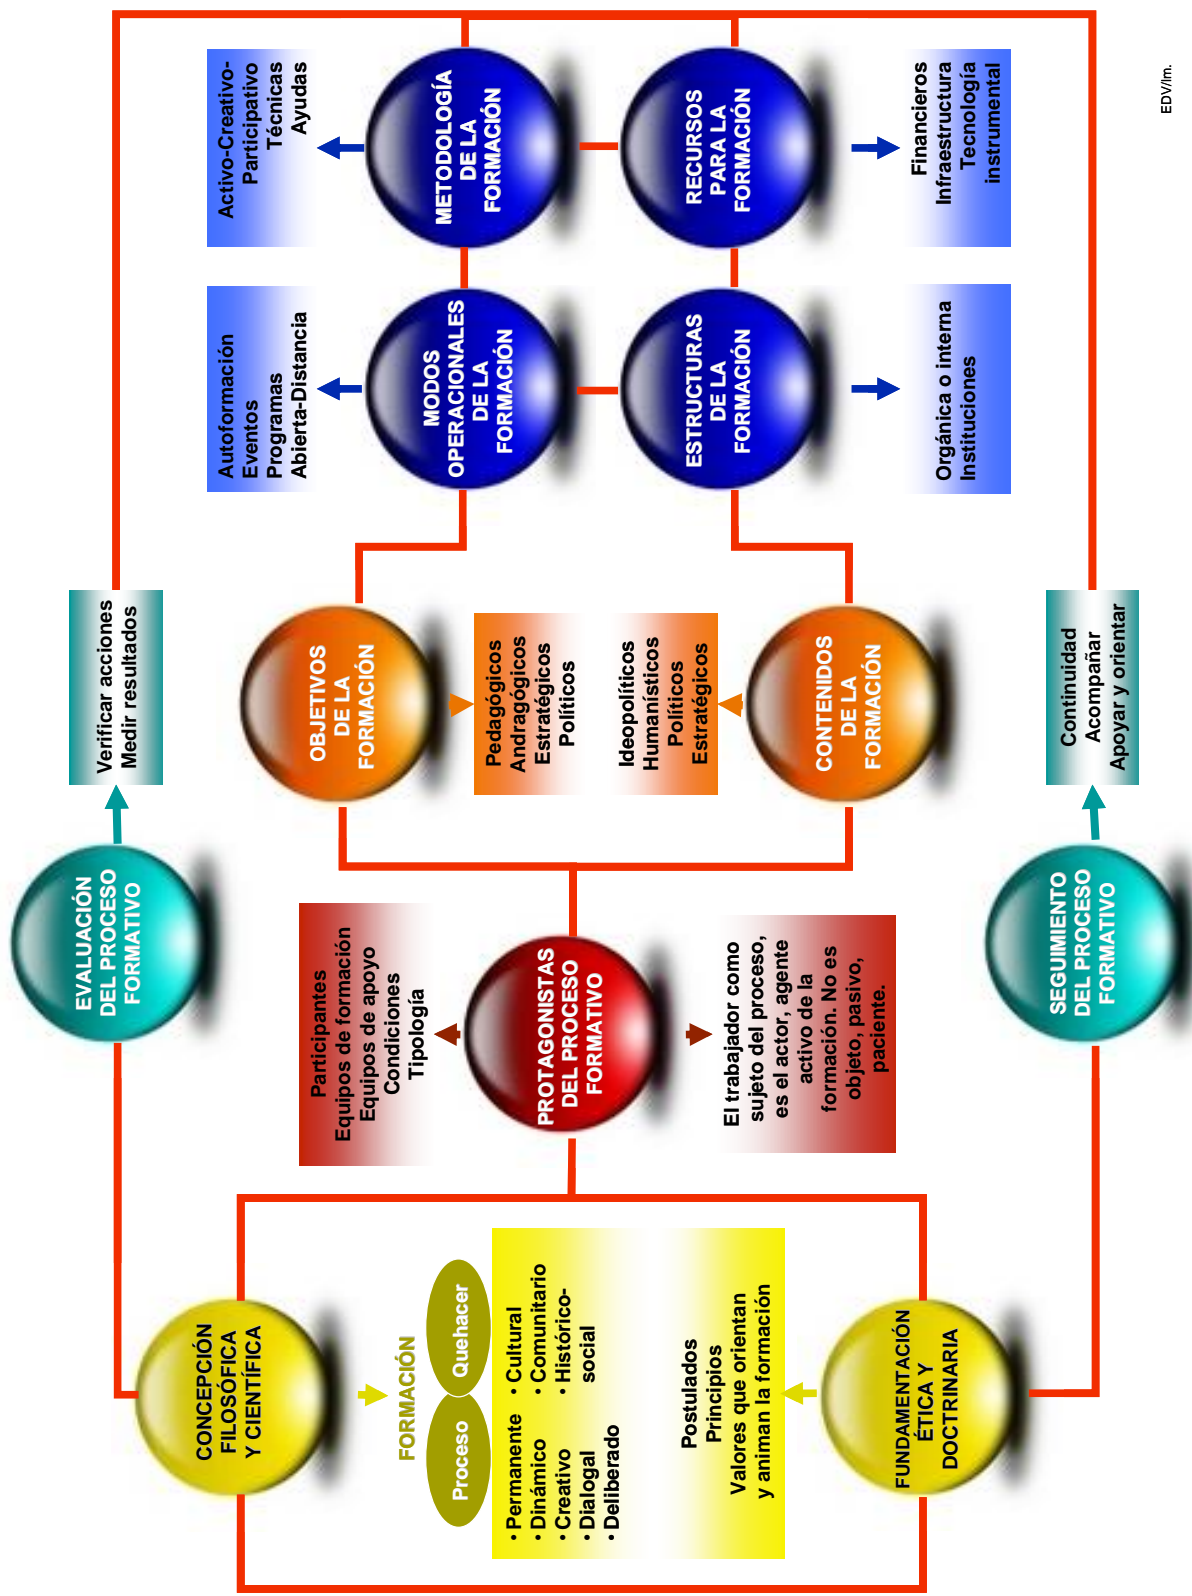 EVALUACIÓN
DEL PROCESO
FORMATIVO
Verificar acciones
Medir resultados
CONCEPCIÓN
FILOSÓFICA
Y CIENTÍFICA
FORMACIÓN
Proceso
Quehacer
• Permanente
• Dinámico
• Creativo
• Dialogal
• Deliberado
• Cultural
• Comunitario
• Histórico-
social
Postulados
Principios
Valores que orientan
y animan la formación
FUNDAMENTACIÓN
ÉTICA Y
DOCTRINARIA
Participantes
Equipos de formación
Equipos de apoyo
Condiciones
Tipología
PROTAGONISTAS
DEL PROCESO
FORMATIVO
El trabajador como
sujeto del proceso,
es el actor, agente
activo de la
formación. No es
objeto, pasivo,
paciente.
OBJETIVOS
DE LA
FORMACIÓN
Pedagógicos
Andragógicos
Estratégicos
Políticos
Ideopolíticos
Humanísticos
Políticos
Estratégicos
CONTENIDOS
DE LA
FORMACIÓN
Autoformación
Eventos
Programas
Abierta-Distancia
MODOS
OPERACIONALES
DE LA
FORMACIÓN
ESTRUCTURAS
DE LA
FORMACIÓN
Orgánica o interna
Instituciones
Activo-Creativo-
Participativo
Técnicas
Ayudas
METODOLOGÍA
DE LA
FORMACIÓN
RECURSOS
PARA LA
FORMACIÓN
Financieros
Infraestructura
Tecnología
instrumental
SEGUIMIENTO
DEL PROCESO
FORMATIVO
Continuidad
Acompañar
Apoyar y orientar
EDV/lm.